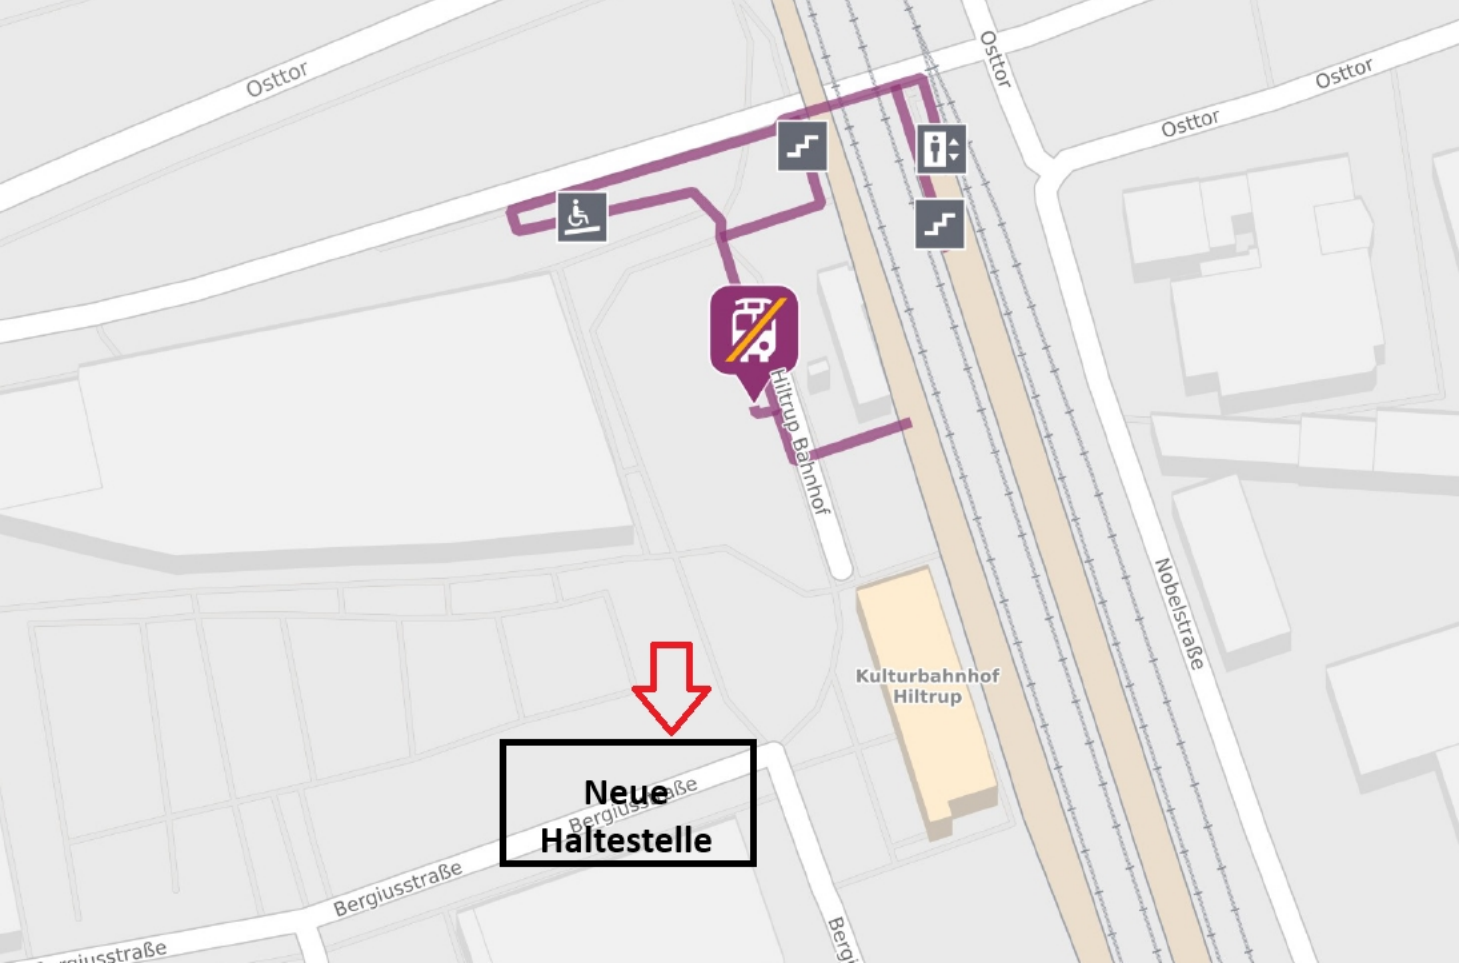 Osttor
Osttor
Osttor
Osttor
Hiltrup Bahnhof
Nobelstraße
Kulturbahnhof
Hiltrup
Neue
Haltestelle
Bergiusstraße
Bergiusstraße